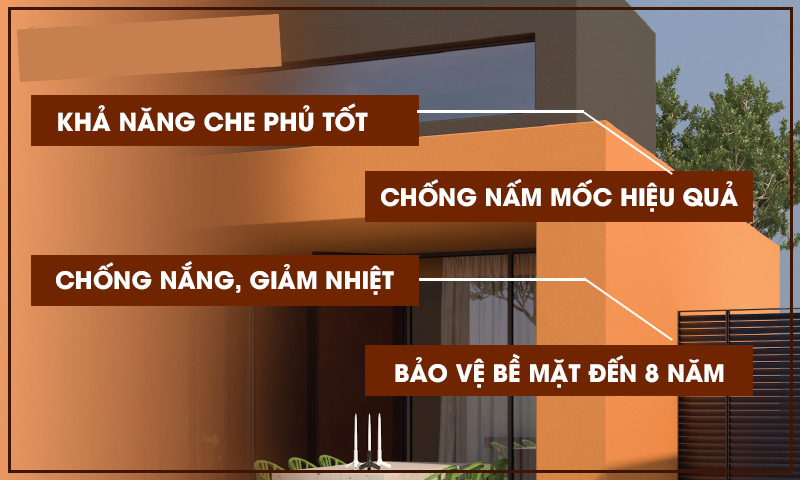 KHẢ NĂNG CHE PHỦ TỐT
CHỐNG NẤM MỐC HIỆU QUẢ
CHỐNG NẮNG, GIẢM NHIỆT
BẢO VỆ BỀ MẶT ĐẾN 8 NĂM